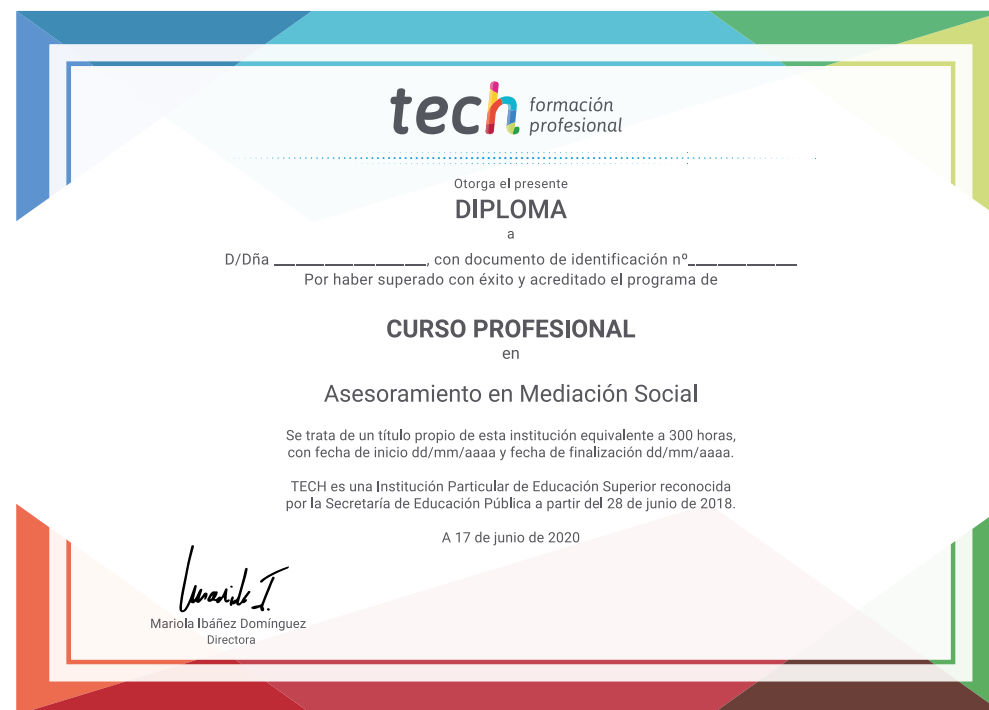 tech formación
profesional
Otorga el presente
DIPLOMA
a
D/Dña _______________, con documento de identificación nº__________
Por haber superado con éxito y acreditado el programa de
CURSO PROFESIONAL
en
Asesoramiento en Mediación Social
Se trata de un título propio de esta institución equivalente a 300 horas,
con fecha de inicio dd/mm/aaaa y fecha de finalización dd/mm/aaaa.
TECH es una Institución Particular de Educación Superior reconocida
por la Secretaría de Educación Pública a partir del 28 de junio de 2018.
A 17 de junio de 2020
Mariola Ibáñez Domínguez
Directora